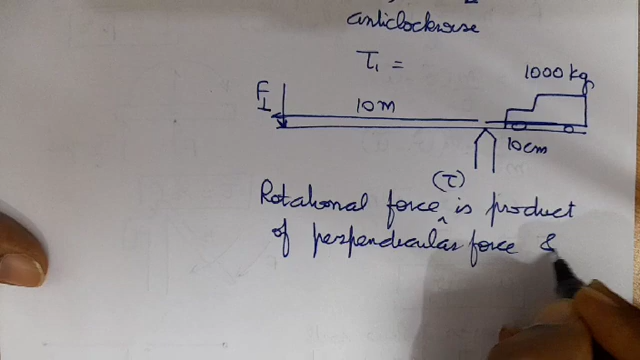 anticlockwise
τ₁ =
1000 kg
F⊥
10 m
10 cm
(τ)
Rotational force ‸ is product
of perpendicular force &